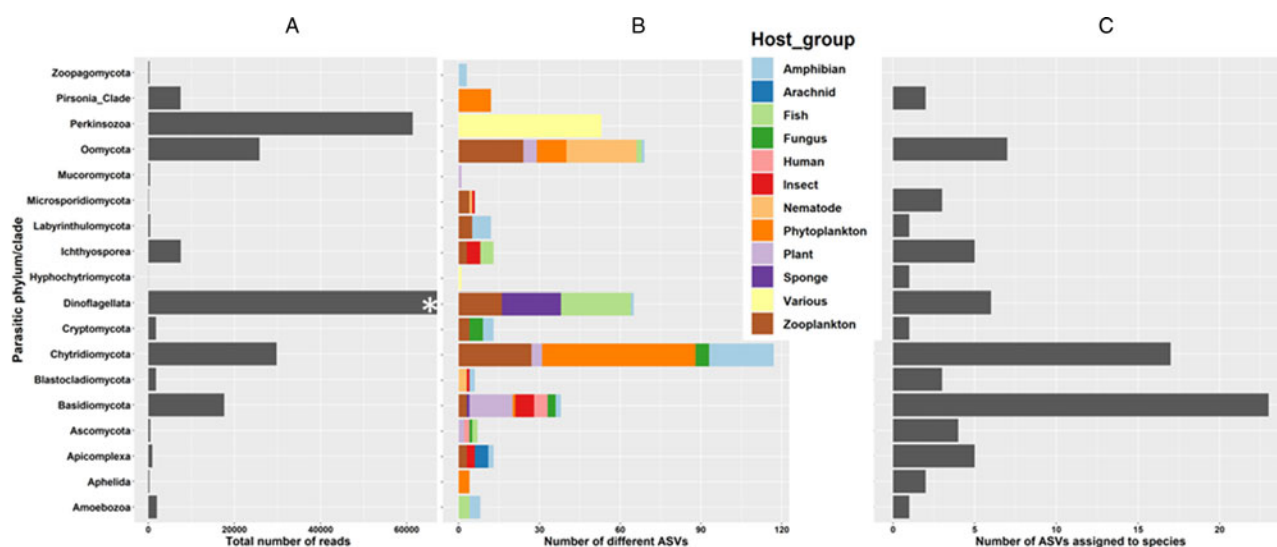 A
B
C
Parasitic phylum/clade
Zoopagomycota
Pirsonia_Clade
Perkinsozoa
Oomycota
Mucoromycota
Microsporidiomycota
Labyrinthulomycota
Ichthyosporea
Hyphochytriomycota
Dinoflagellata
Cryptomycota
Chytridiomycota
Blastocladiomycota
Basidiomycota
Ascomycota
Apicomplexa
Aphelida
Amoebozoa
*
0 20000 40000 60000
Total number of reads
0 30 60 90 120
Number of different ASVs
Host_group
Amphibian
Arachnid
Fish
Fungus
Human
Insect
Nematode
Phytoplankton
Plant
Sponge
Various
Zooplankton
0 5 10 15 20
Number of ASVs assigned to species